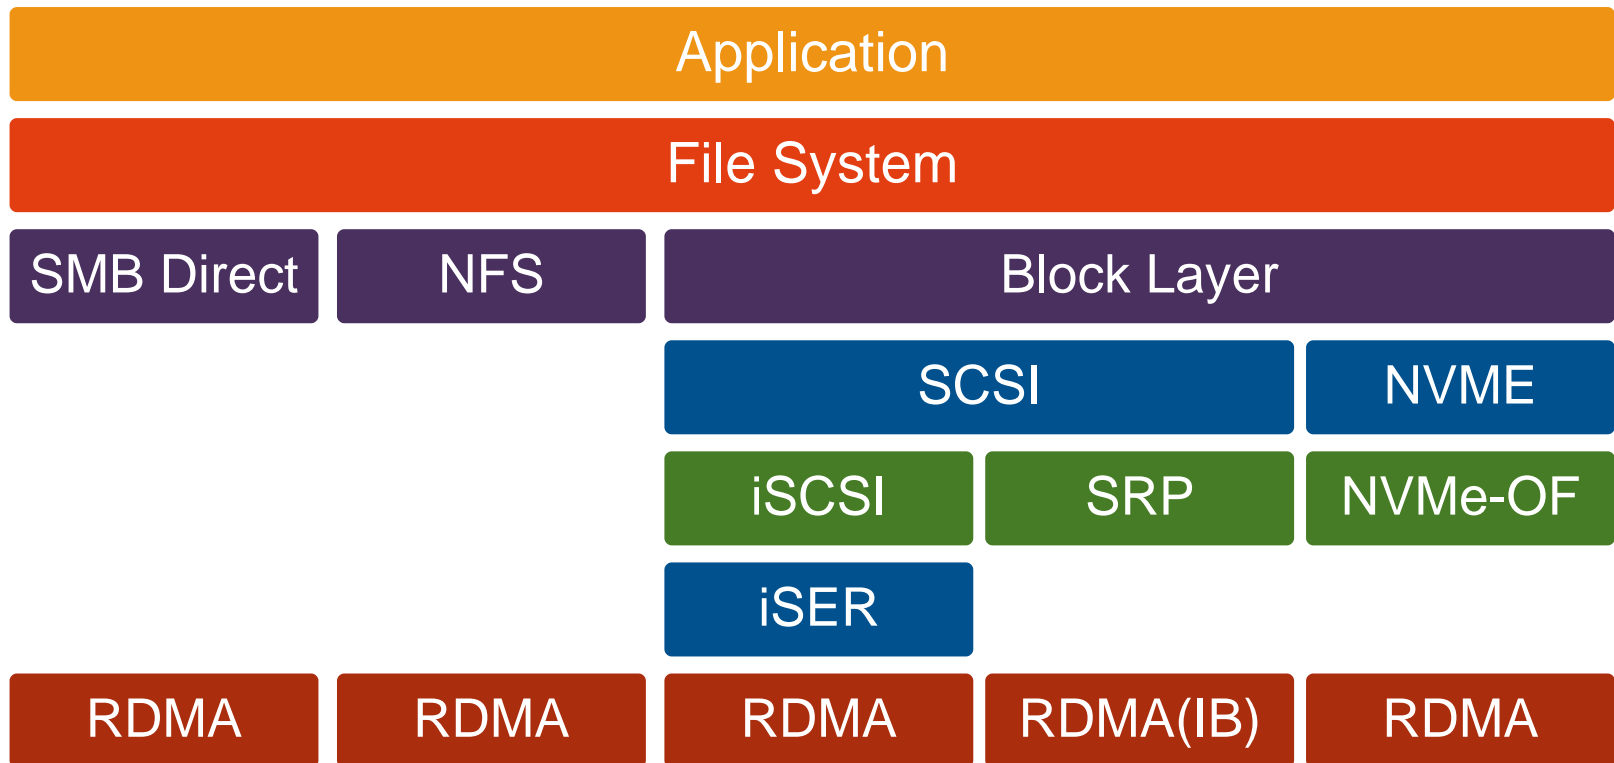 Application
File System
SMB Direct
NFS
Block Layer
SCSI
NVME
iSCSI
SRP
NVMe-OF
iSER
RDMA
RDMA
RDMA
RDMA(IB)
RDMA